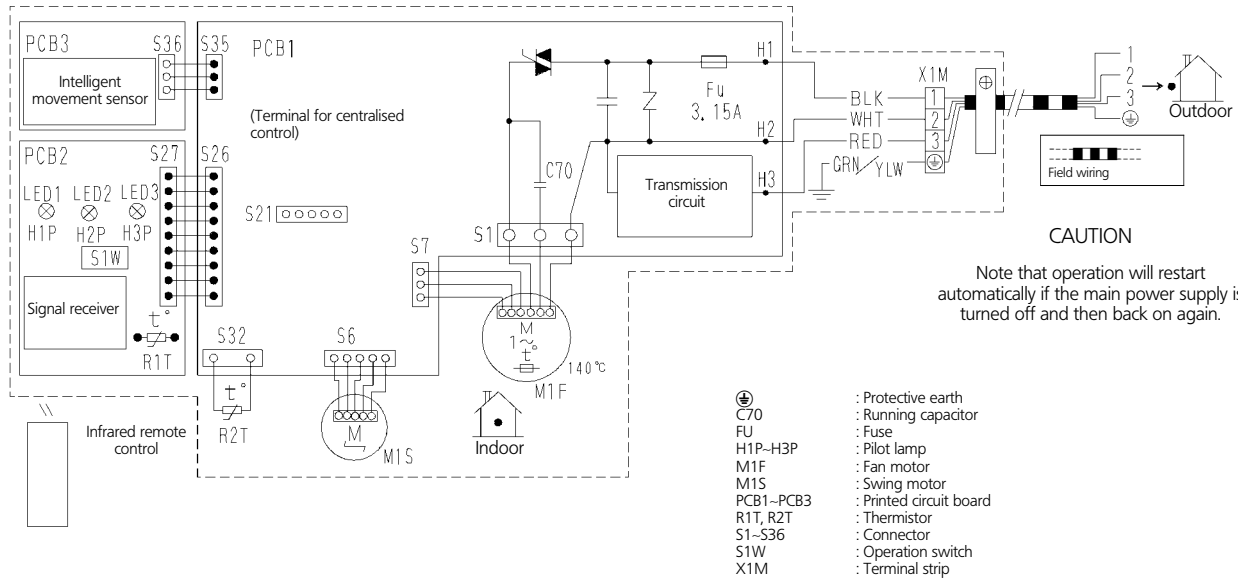 PCB3
S36
S35
PCB1
Intelligent
movement sensor
(Terminal for centralised
control)
H1
Fu
3. 15A
H2
X1M
BLK
1
WHT
2
RED
3
GRN/YLW
1
2
3
Outdoor
Field wiring
PCB2
S27
S26
LED1
LED2
LED3
H1P
H2P
H3P
S1W
Signal receiver
t°
R1T
S21
C70
Transmission
circuit
H3
S1
S7
M
1~
t°
140°C
M1F
S32
t°
R2T
S6
M
M1S
Indoor
Infrared remote
control
CAUTION
Note that operation will restart
automatically if the main power supply is
turned off and then back on again.
: Protective earth
C70 : Running capacitor
FU : Fuse
H1P~H3P : Pilot lamp
M1F : Fan motor
M1S : Swing motor
PCB1~PCB3 : Printed circuit board
R1T, R2T : Thermistor
S1~S36 : Connector
S1W : Operation switch
X1M : Terminal strip